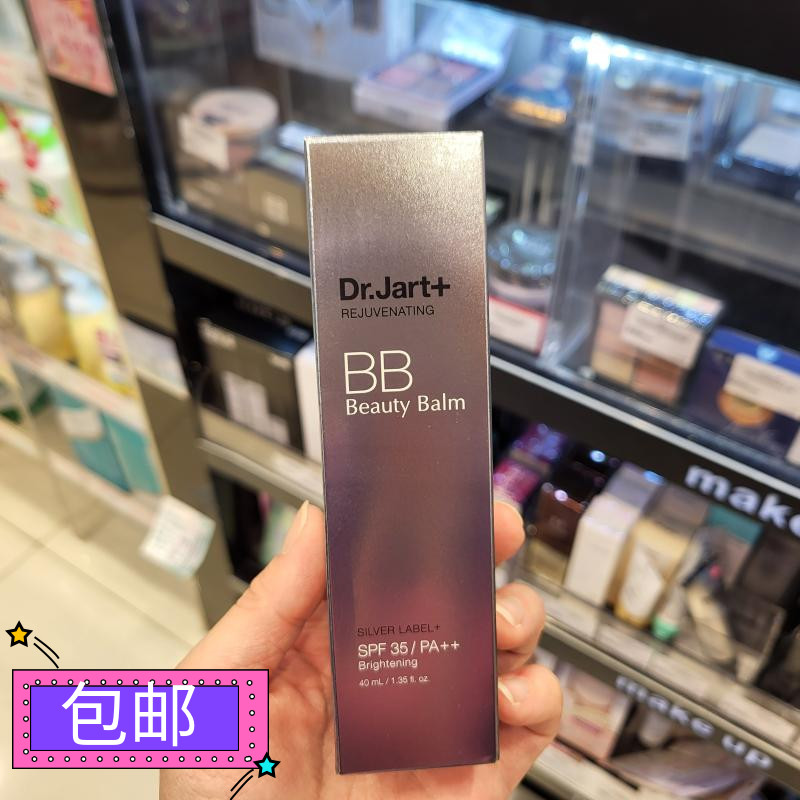 Dr.Jart+
REJUVENATING
BB
Beauty Balm
SILVER LABEL+
SPF 35 / PA++
Brightening
40 mL / 1.35 fl. oz.
make
make up
包邮